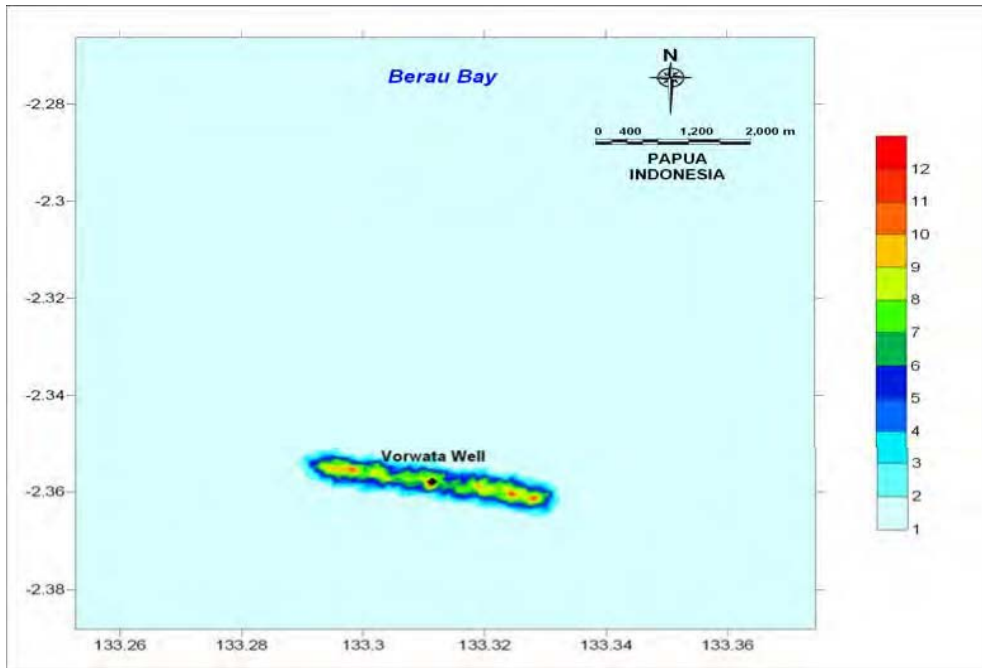 Berau Bay
N
0 400 1,200 2,000 m
PAPUA
INDONESIA
-2.28
-2.3
-2.32
-2.34
-2.36
-2.38
Vorwata Well
133.26 133.28 133.3 133.32 133.34 133.36
12
11
10
9
8
7
6
5
4
3
2
1